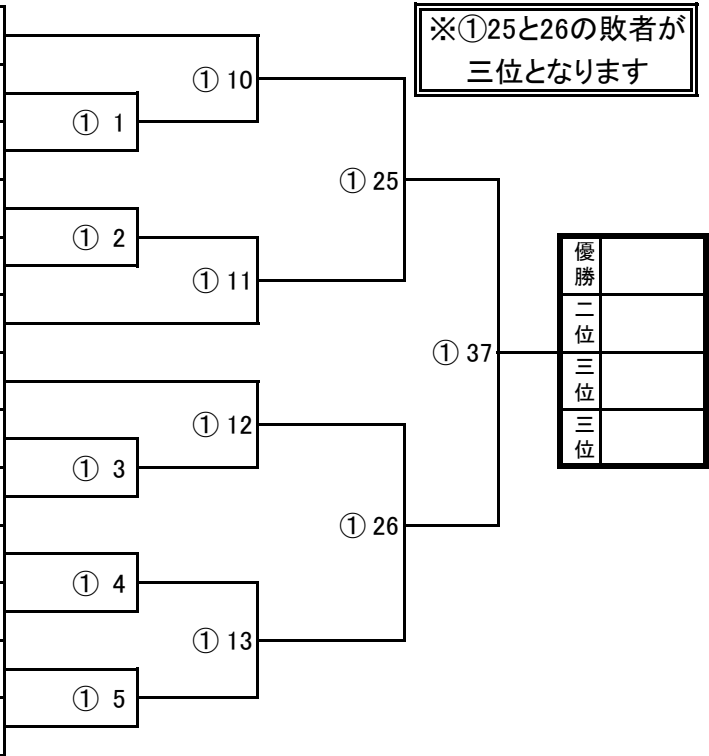 ※①25と26の敗者が
三位となります
① 10
① 1
① 25
① 2
① 11
優勝
二位
① 37
三位
三位
① 12
① 3
① 26
① 4
① 13
① 5